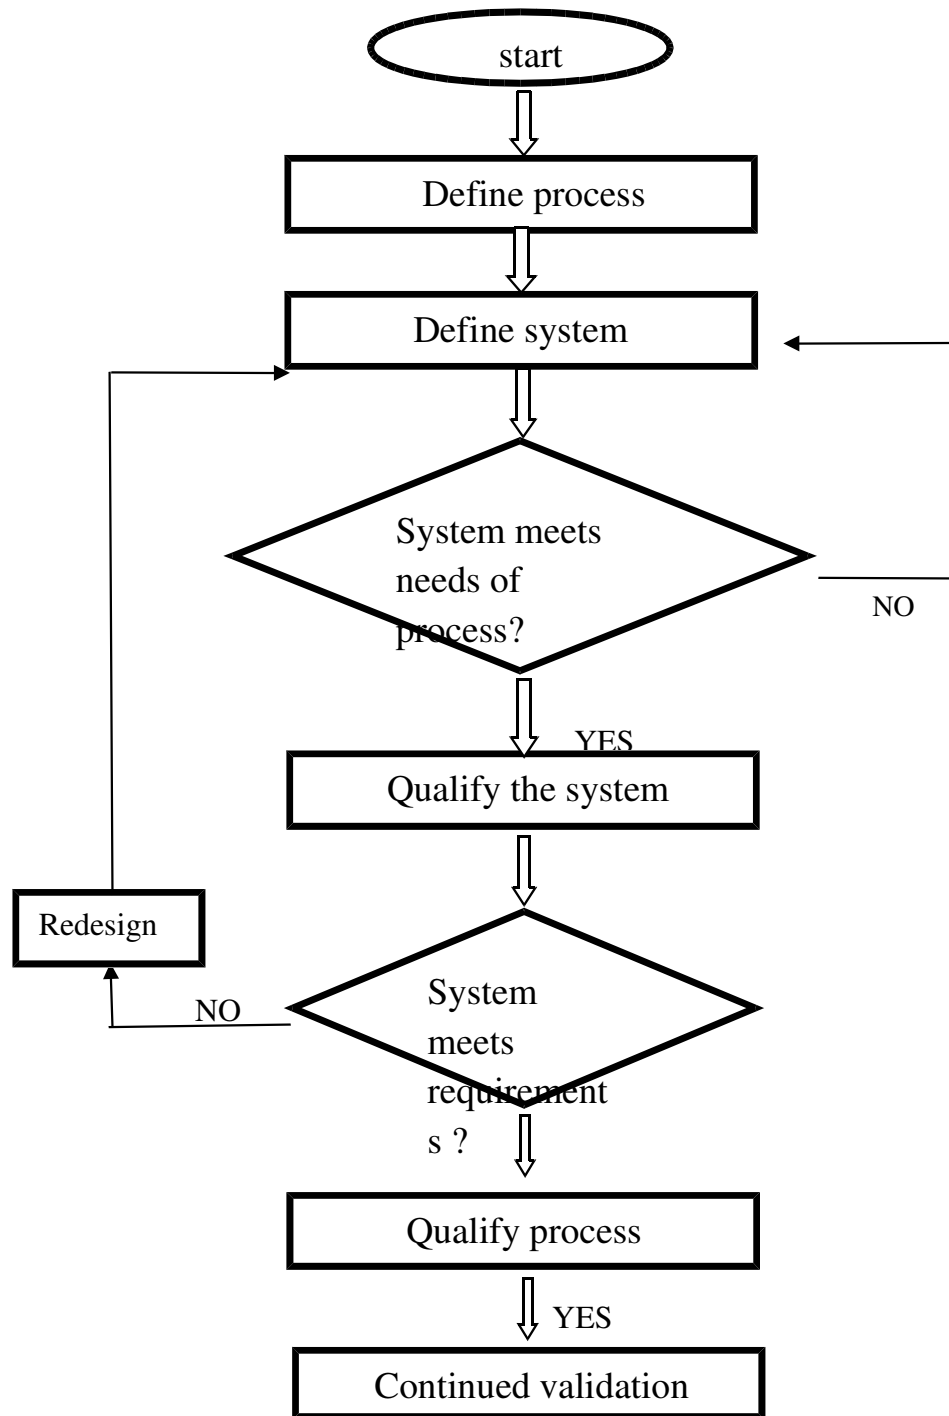 start
Define process
Define system
System meets
needs of
process?
NO
YES
Qualify the system
Redesign
NO
System
meets
requirement
s ?
Qualify process
YES
Continued validation